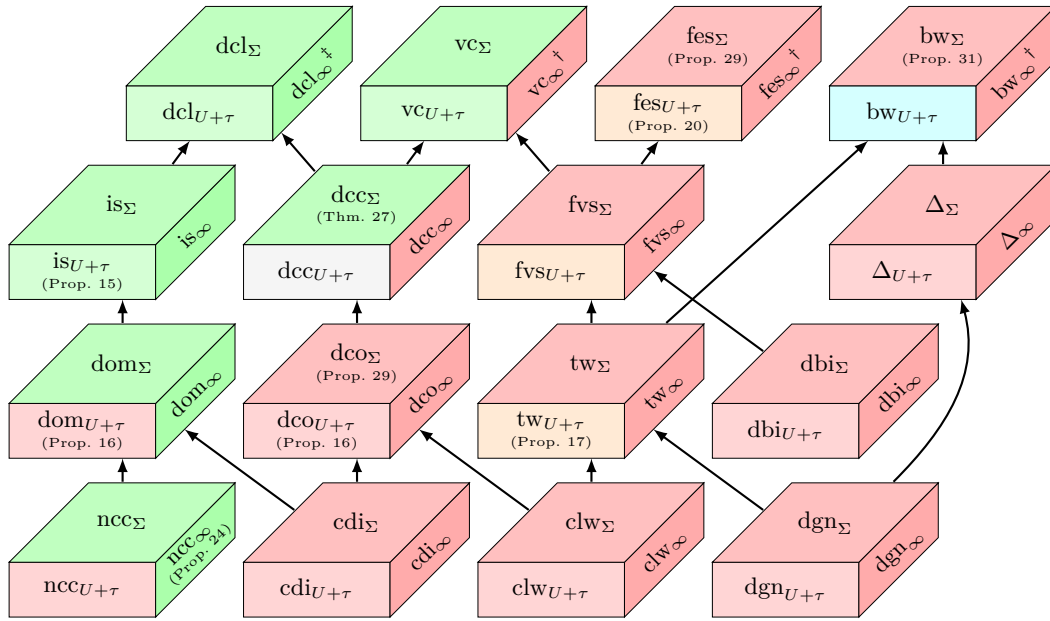 dcl_Σ
dcl_∞ ‡
dcl_{U+τ}
vc_Σ
vc_∞ †
vc_{U+τ}
fes_Σ
(Prop. 29)
fes_∞ †
fes_{U+τ}
(Prop. 20)
bw_Σ
(Prop. 31)
bw_∞ †
bw_{U+τ}
is_Σ
is_∞
is_{U+τ}
(Prop. 15)
dcc_Σ
(Thm. 27)
dcc_∞
dcc_{U+τ}
fvs_Σ
fvs_∞
fvs_{U+τ}
Δ_Σ
Δ_∞
Δ_{U+τ}
dom_Σ
dom_∞
dom_{U+τ}
(Prop. 16)
dco_Σ
(Prop. 29)
dco_∞
dco_{U+τ}
(Prop. 16)
tw_Σ
tw_∞
tw_{U+τ}
(Prop. 17)
dbi_Σ
dbi_∞
dbi_{U+τ}
ncc_Σ
ncc_∞
(Prop. 24)
ncc_{U+τ}
cdi_Σ
cdi_∞
cdi_{U+τ}
clw_Σ
clw_∞
clw_{U+τ}
dgn_Σ
dgn_∞
dgn_{U+τ}